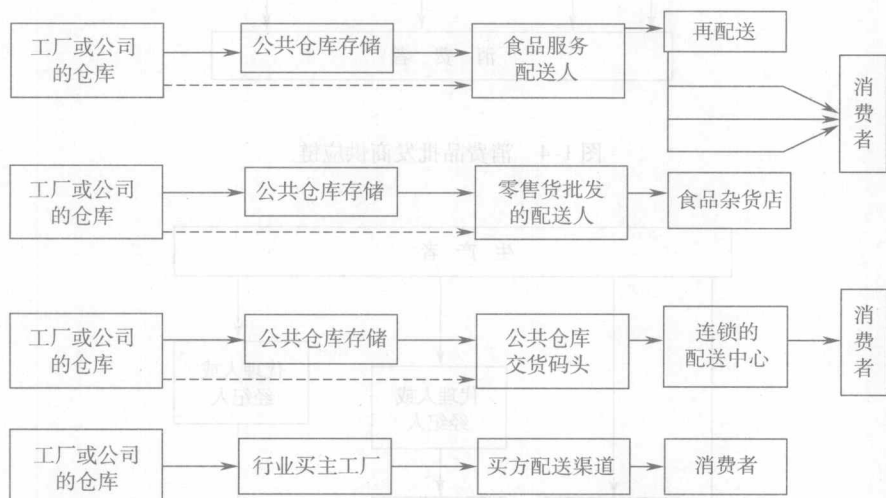 工厂或公司
的仓库
公共仓库存储
食品服务
配送人
再配送
消
费
者
工厂或公司
的仓库
公共仓库存储
零售货批发
的配送人
食品杂货店
工厂或公司
的仓库
公共仓库存储
公共仓库
交货码头
连锁的
配送中心
消
费
者
工厂或公司
的仓库
行业买主工厂
买方配送渠道
消费者